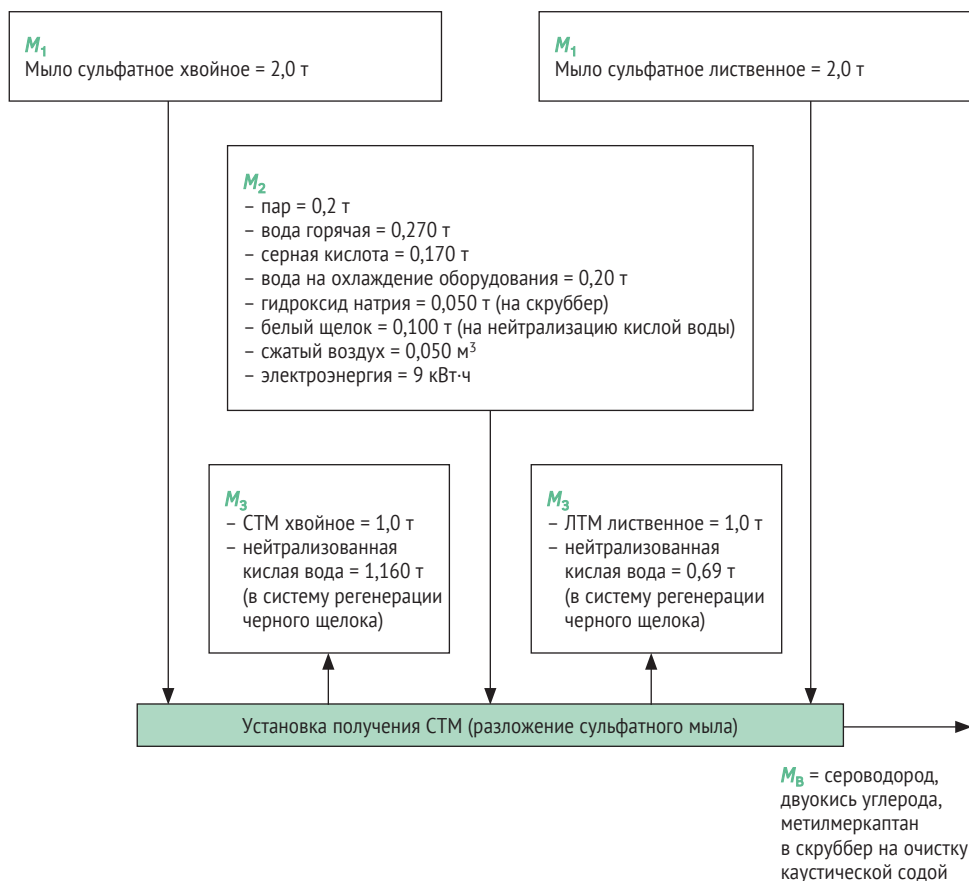 M1
Мыло сульфатное хвойное = 2,0 т
M1
Мыло сульфатное лиственное = 2,0 т
M2
– пар = 0,2 т
– вода горячая = 0,270 т
– серная кислота = 0,170 т
– вода на охлаждение оборудования = 0,20 т
– гидроксид натрия = 0,050 т (на скруббер)
– белый щелок = 0,100 т (на нейтрализацию кислой воды)
– сжатый воздух = 0,050 м³
– электроэнергия = 9 кВт·ч
M3
– СТМ хвойное = 1,0 т
– нейтрализованная
кислая вода = 1,160 т
(в систему регенерации
черного щелока)
M3
– ЛТМ лиственное = 1,0 т
– нейтрализованная
кислая вода = 0,69 т
(в систему регенерации
черного щелока)
Установка получения СТМ (разложение сульфатного мыла)
MВ = сероводород,
двуокись углерода,
метилмеркаптан
в скруббер на очистку
каустической содой